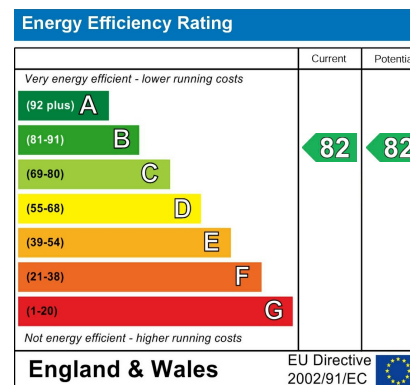 Energy Efficiency Rating
Current Potentia
Very energy efficient - lower running costs
(92 plus) A
(81-91) B 82 82
(69-80) C
(55-68) D
(39-54) E
(21-38) F
(1-20) G
Not energy efficient - higher running costs
England & Wales
EU Directive
2002/91/EC